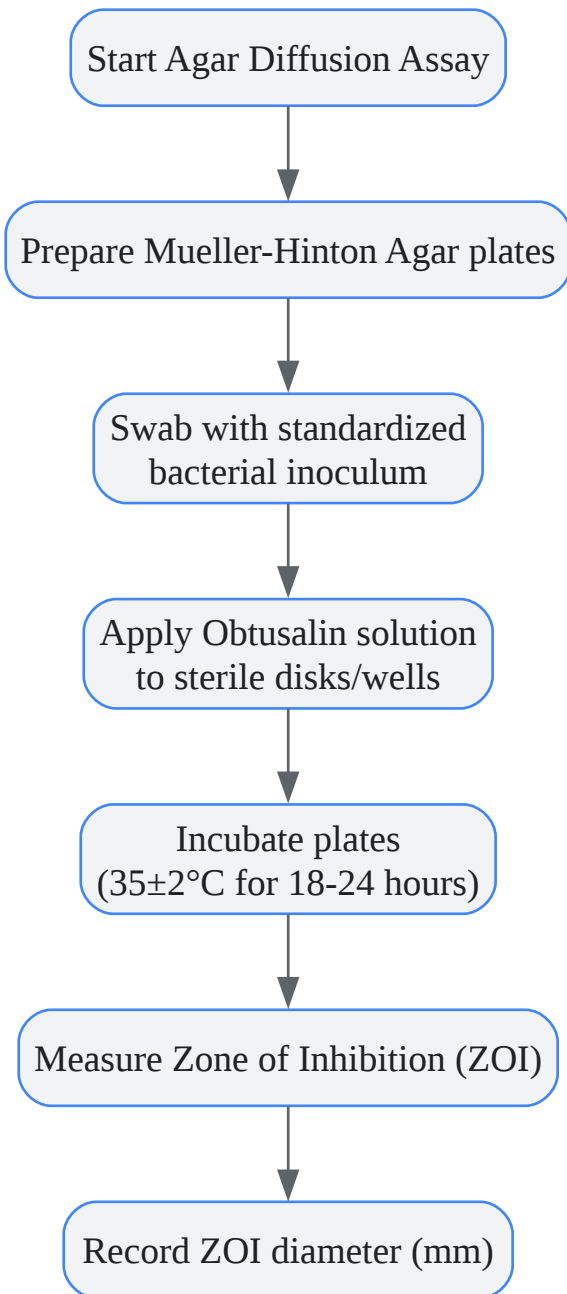 Start Agar Diffusion Assay
Prepare Mueller-Hinton Agar plates
Swab with standardized
bacterial inoculum
Apply Obtusalin solution
to sterile disks/wells
Incubate plates
(35±2°C for 18-24 hours)
Measure Zone of Inhibition (ZOI)
Record ZOI diameter (mm)